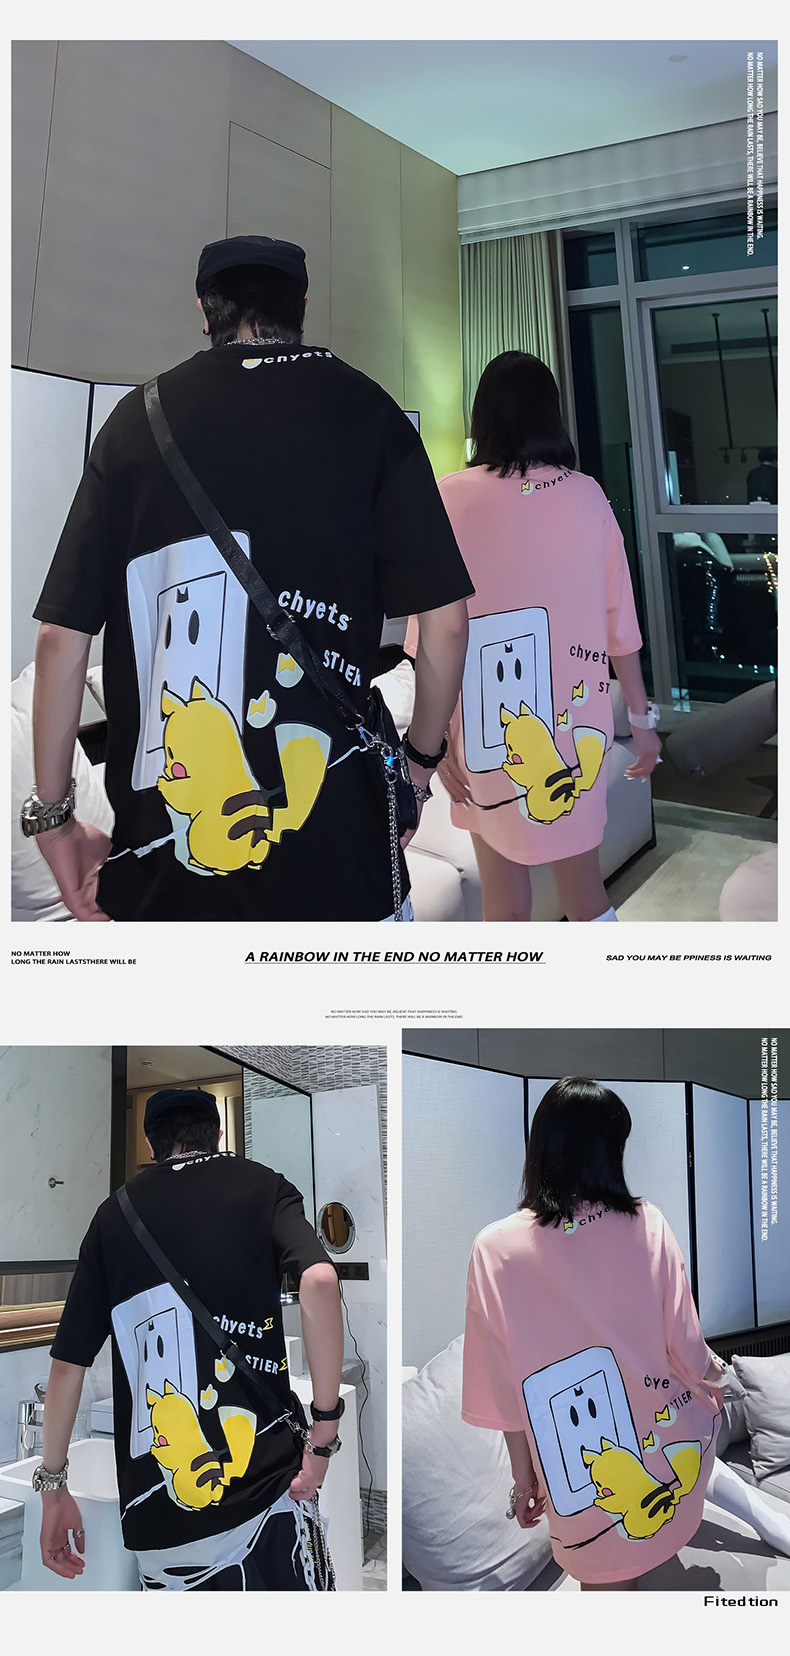 NO MATTER HOW SAD YOU MAY BE, BELIEVE THAT HAPPINESS IS WAITING.
NO MATTER HOW LONG THE RAIN LASTS, THERE WILL BE A RAINBOW IN THE END.
chyets
chyets
chyets
STIER
chyet
ST
NO MATTER HOW
LONG THE RAIN LASTSTHERE WILL BE
A RAINBOW IN THE END NO MATTER HOW
SAD YOU MAY BE PPINESS IS WAITING
NO MATTER HOW SAD YOU MAY BE, BELIEVE THAT HAPPINESS IS WAITING.
NO MATTER HOW LONG THE RAIN LASTS, THERE WILL BE A RAINBOW IN THE END.
NO MATTER HOW SAD YOU MAY BE, BELIEVE THAT HAPPINESS IS WAITING.
NO MATTER HOW LONG THE RAIN LASTS, THERE WILL BE A RAINBOW IN THE END.
chyets
chyets
STIER
chye
chye
STIER
Fitedtion